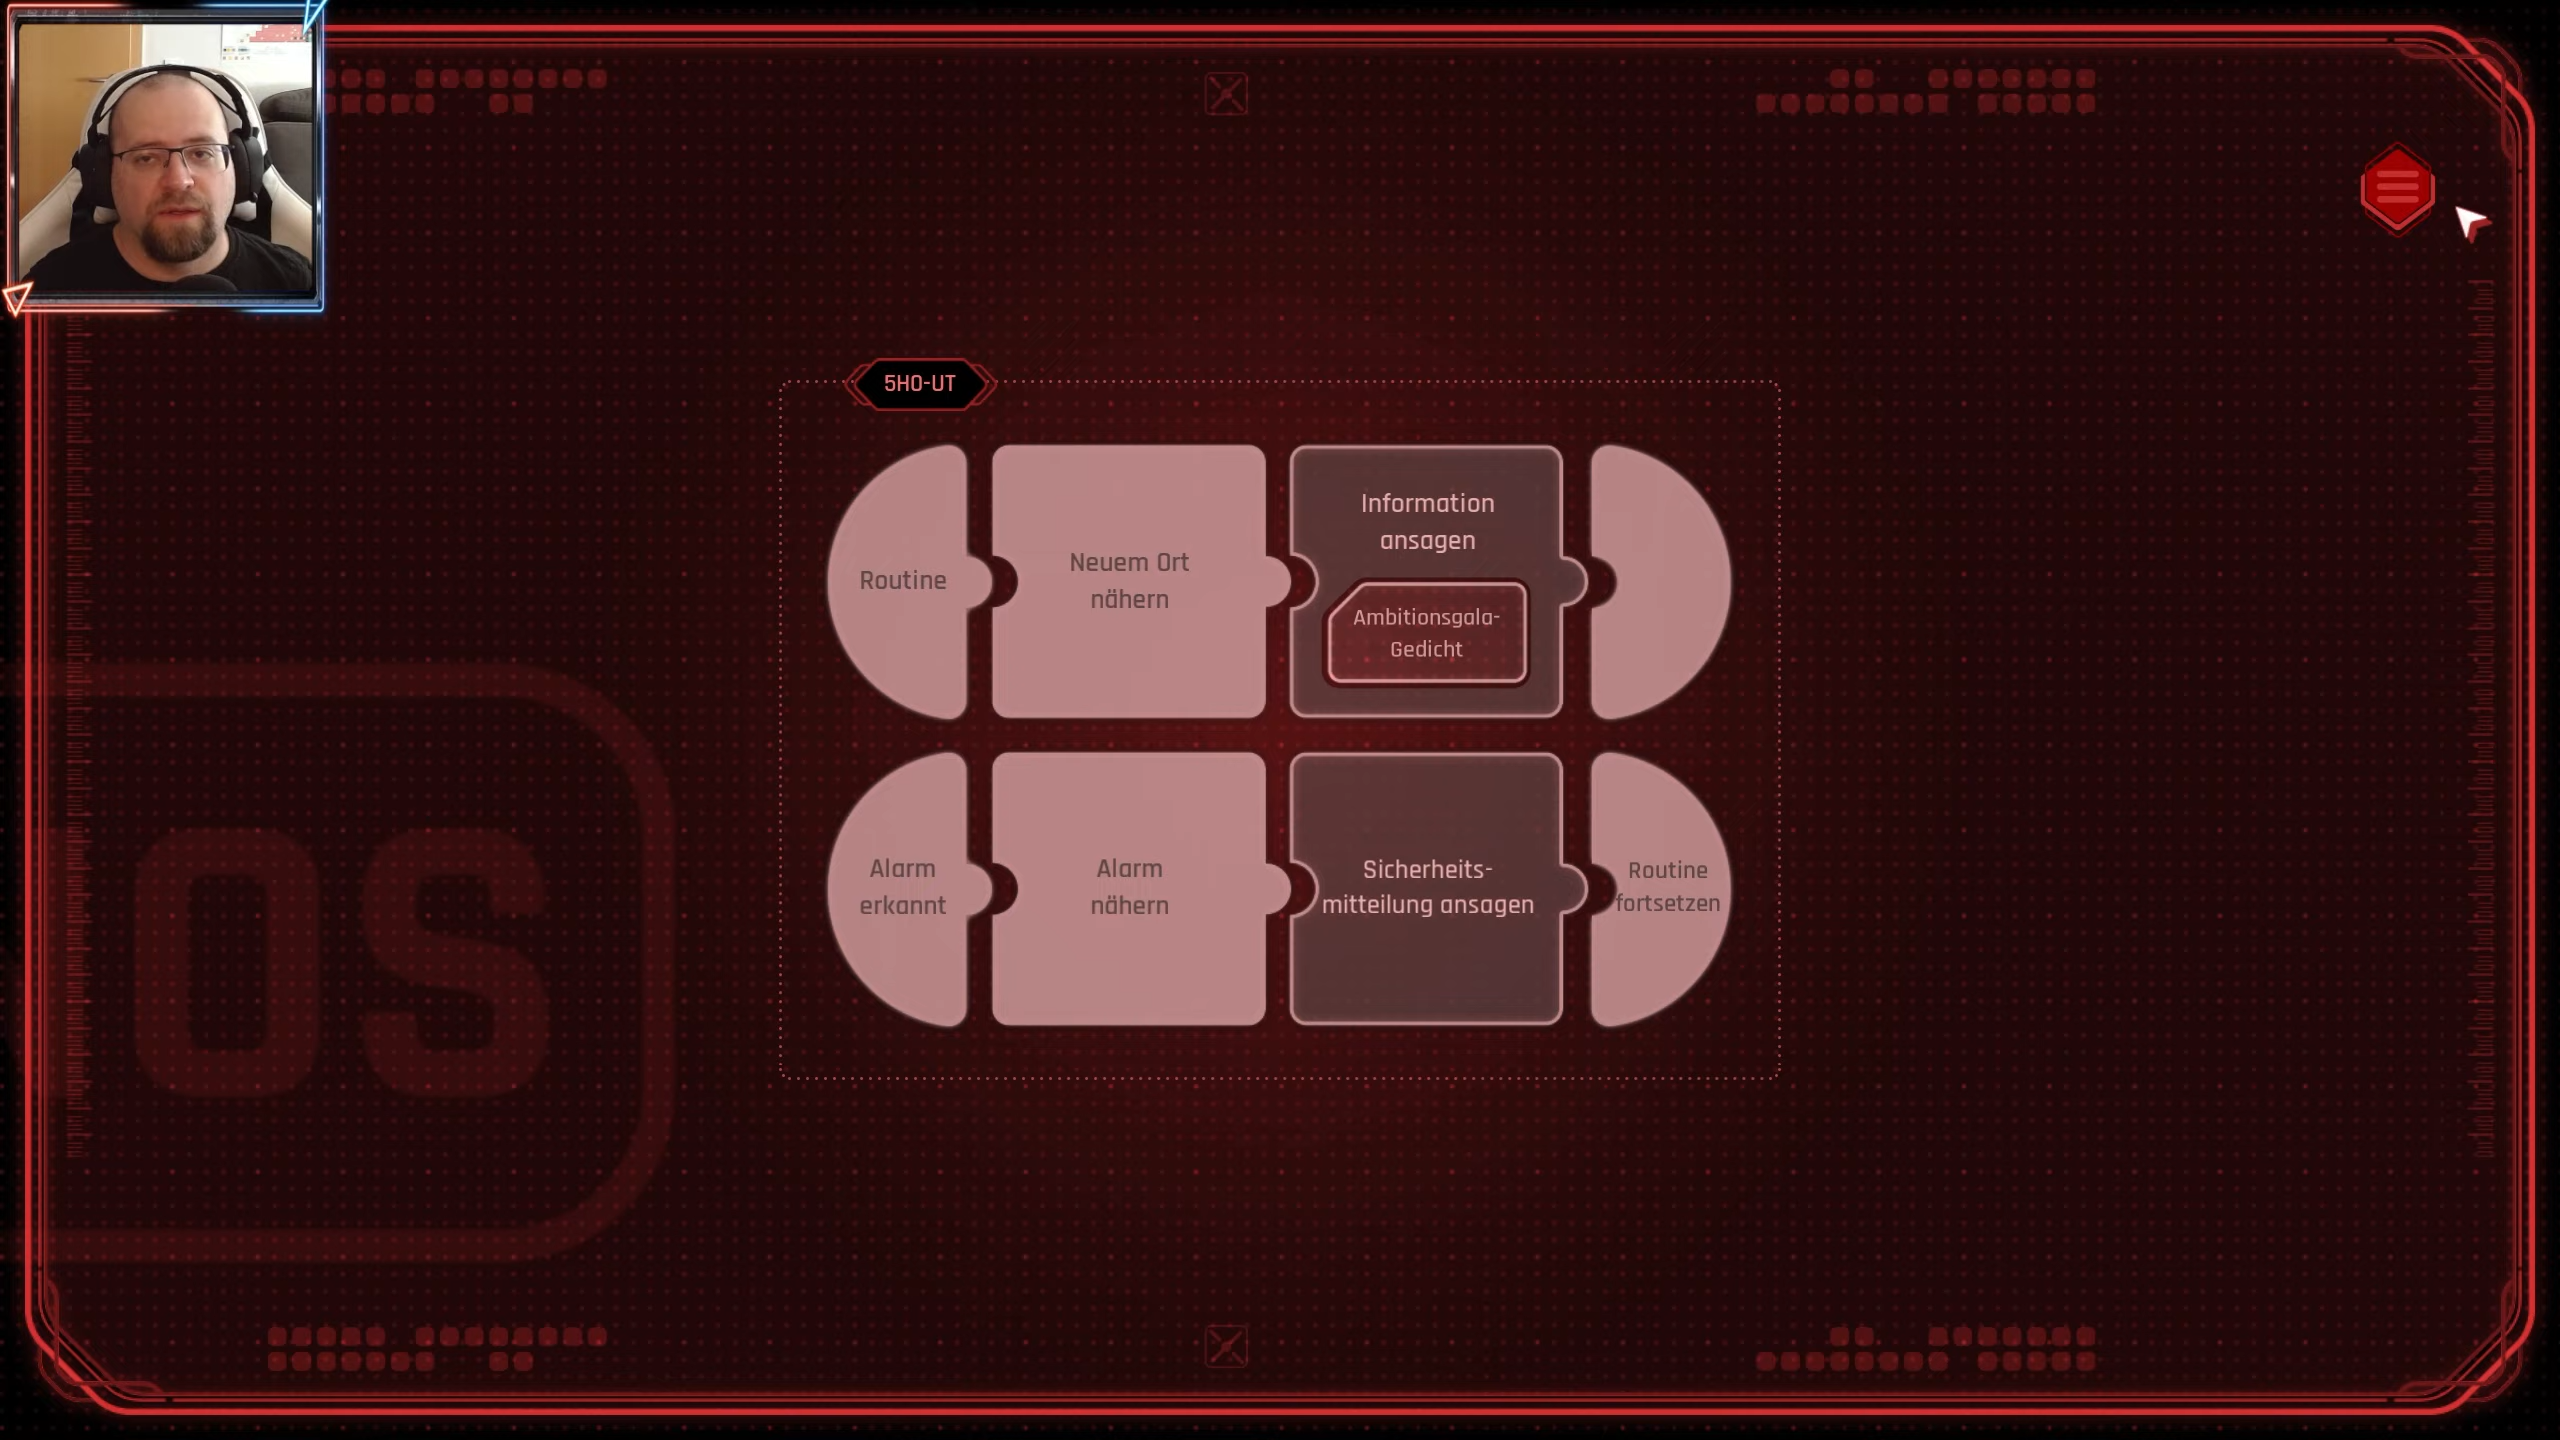 5H0-UT
Routine
Neuem Ort
nähern
Information
ansagen
Ambitionsgala-
Gedicht
Alarm
erkannt
Alarm
nähern
Sicherheits-
mitteilung ansagen
Routine
fortsetzen
OS